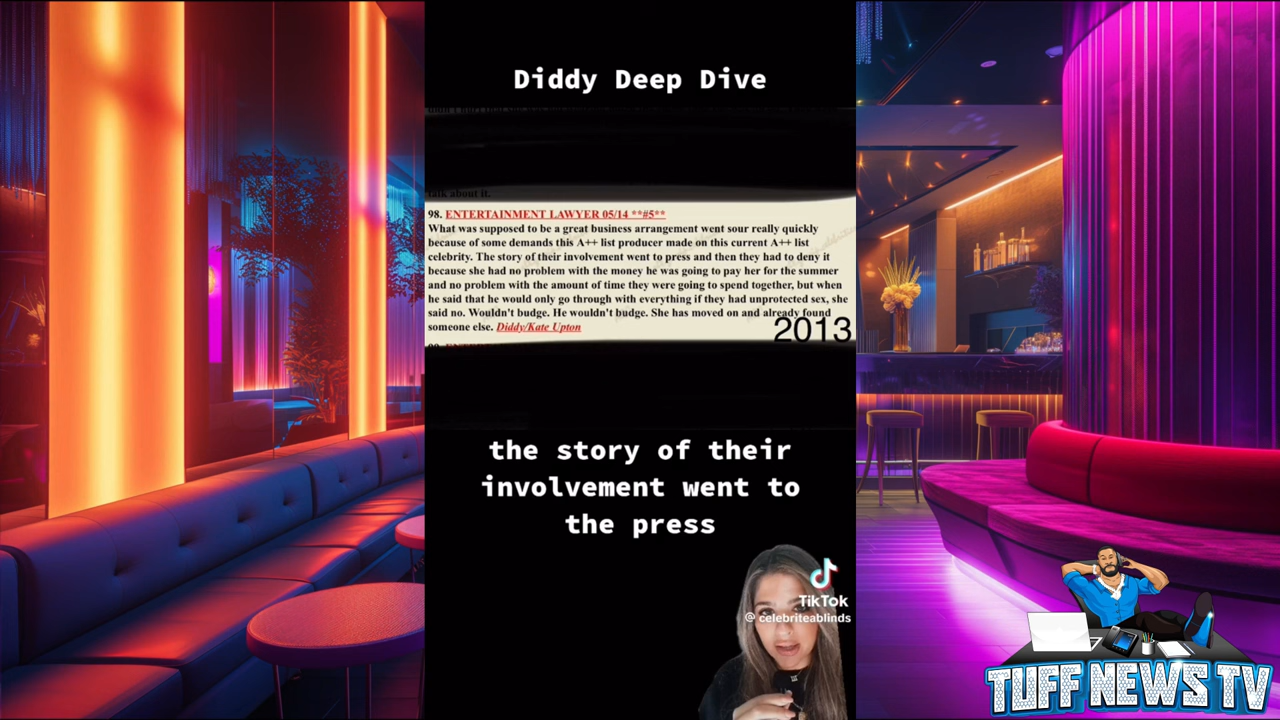 Diddy Deep Dive
talk about it.
98. ENTERTAINMENT LAWYER 05/14 **#5**
What was supposed to be a great business arrangement went sour really quickly
because of some demands this A++ list producer made on this current A++ list
celebrity. The story of their involvement went to press and then they had to deny it
because she had no problem with the money he was going to pay her for the summer
and no problem with the amount of time they were going to spend together, but when
he said that he would only go through with everything if they had unprotected sex, she
said no. Wouldn't budge. He wouldn't budge. She has moved on and already found
someone else. Diddy/Kate Upton
2013
the story of their
involvement went to
the press
TikTok
@ celebriteablinds
TUFF NEWS TV